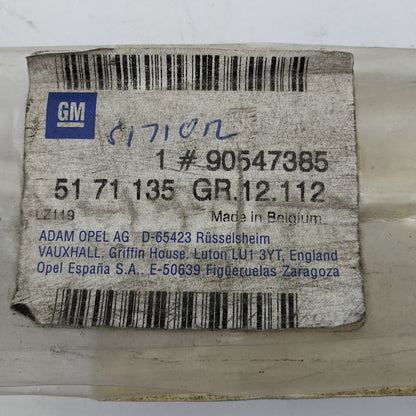 GM
1 # 90547385
51 71 135 GR.12.112
LZ119 Made in Belgium
ADAM OPEL AG D-65423 Rüsselsheim
VAUXHALL. Griffin House, Luton LU1 3YT, England
Opel España S.A., E-50639 Figueruelas Zaragoza